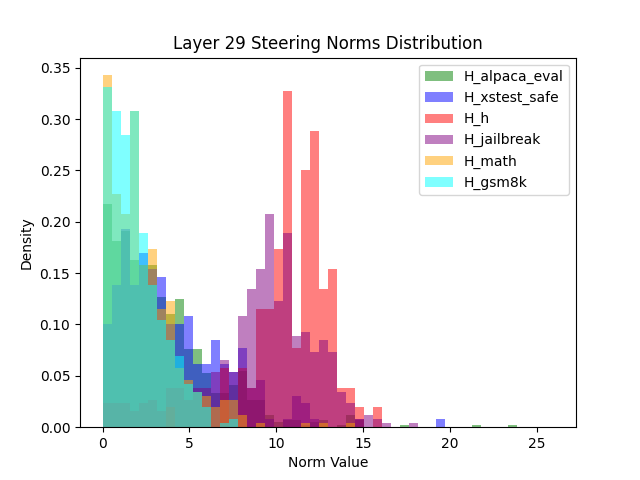 Layer 29 Steering Norms Distribution
0.35
0.30
0.25
0.20
0.15
0.10
0.05
0.00
Density
H_alpaca_eval
H_xstest_safe
H_h
H_jailbreak
H_math
H_gsm8k
0 5 10 15 20 25
Norm Value